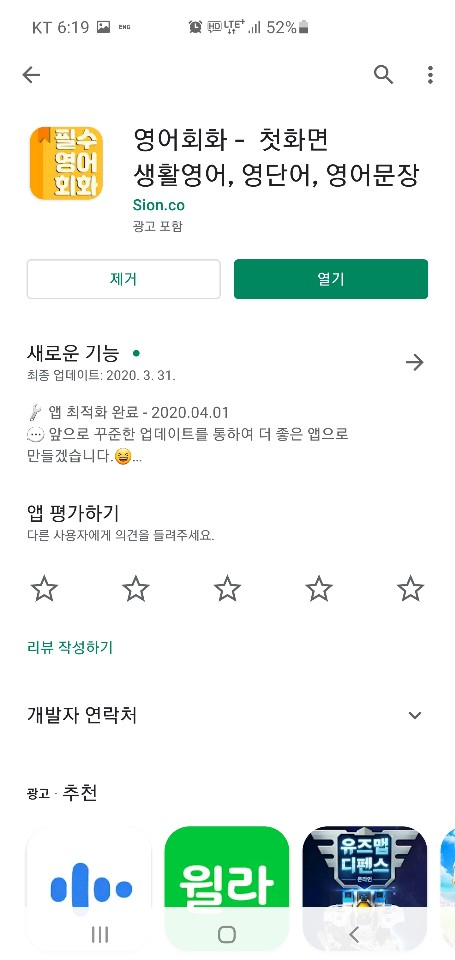 KT 6:19 ENG HD LTE+ 52%
필수
영어
회화
영어회화 - 첫화면
생활영어, 영단어, 영어문장
Sion.co
광고 포함
제거
열기
새로운 기능
최종 업데이트: 2020. 3. 31.
앱 최적화 완료 - 2020.04.01
앞으로 꾸준한 업데이트를 통하여 더 좋은 앱으로
만들겠습니다.😆...
앱 평가하기
다른 사용자에게 의견을 들려주세요.
리뷰 작성하기
개발자 연락처
광고 · 추천
윌라
유즈맵
디펜스
온라인